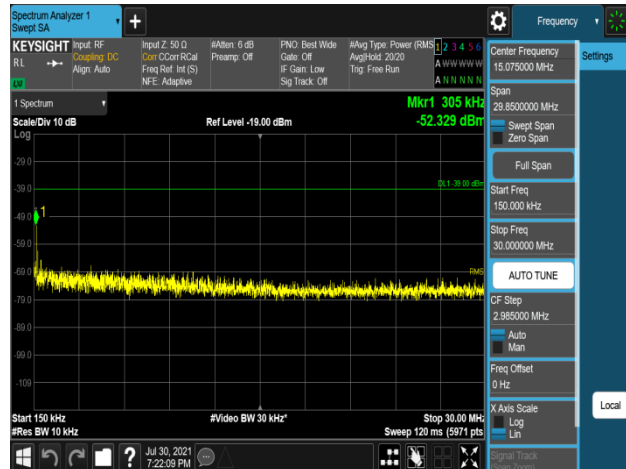 Spectrum Analyzer 1
Swept SA
Frequency
KEYSIGHT
RL
LV
Input: RF
Coupling: DC
Align: Auto
Input Z: 50 Ω
Corr CCorr RCal
Freq Ref: Int (S)
NFE: Adaptive
#Atten: 6 dB
Preamp: Off
PNO: Best Wide
Gate: Off
IF Gain: Low
Sig Track: Off
#Avg Type: Power (RMS
Avg|Hold: 20/20
Trig: Free Run
1 2 3 4 5 6
A W W W W W
A N N N N N
1 Spectrum
Mkr1 305 kHz
-52.329 dBm
Scale/Div 10 dB
Ref Level -19.00 dBm
Log
-29.0
DL1 -39.00 dBm
-39.0
1
-49.0
-59.0
-69.0
RMS
-79.0
-89.0
-99.0
-109
Start 150 kHz
#Video BW 30 kHz*
Stop 30.00 MHz
#Res BW 10 kHz
Sweep 120 ms (5971 pts
?
Jul 30, 2021
7:22:09 PM
Center Frequency
15.075000 MHz
Settings
Span
29.8500000 MHz
Swept Span
Zero Span
Full Span
Start Freq
150.000 kHz
Stop Freq
30.000000 MHz
AUTO TUNE
CF Step
2.985000 MHz
Auto
Man
Freq Offset
0 Hz
X Axis Scale
Log
Lin
Local
Signal Track
(Span Zoom)